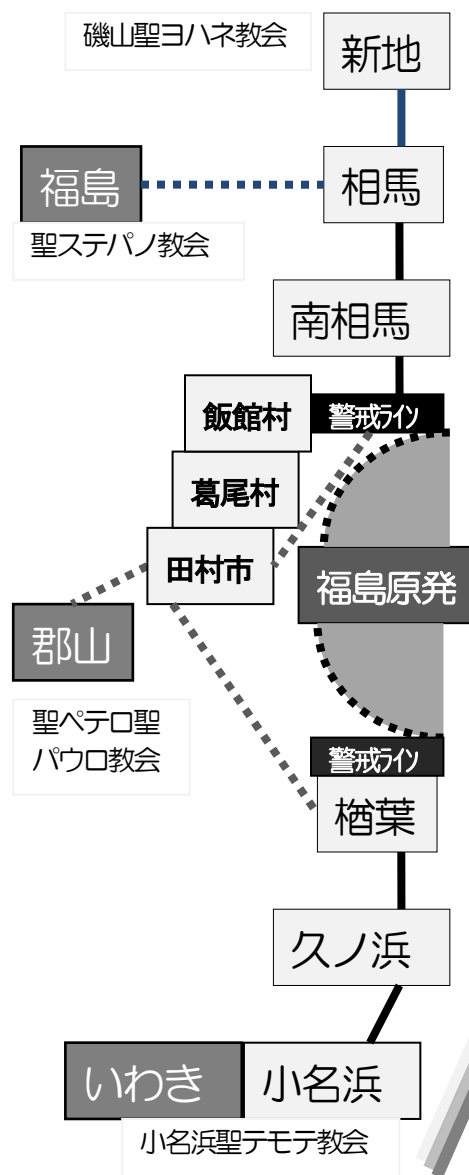 磯山聖ヨハネ教会
新地
福島
相馬
聖ステパノ教会
南相馬
飯館村
警戒ライン
葛尾村
田村市
福島原発
郡山
聖ペテロ聖
パウロ教会
警戒ライン
楢葉
久ノ浜
いわき
小名浜
小名浜聖テモテ教会